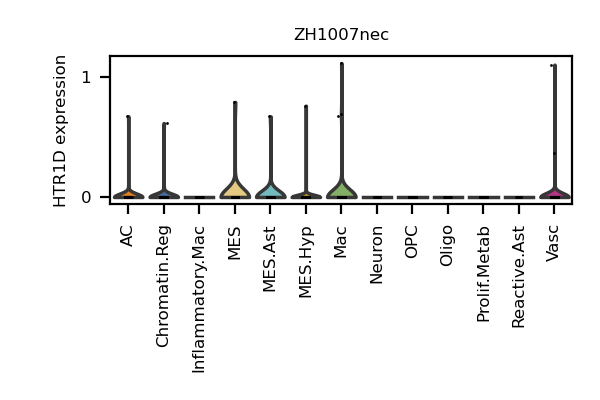 ZH1007nec
HTR1D expression
1
0
AC
Chromatin.Reg
Inflammatory.Mac
MES
MES.Ast
MES.Hyp
Mac
Neuron
OPC
Oligo
Prolif.Metab
Reactive.Ast
Vasc